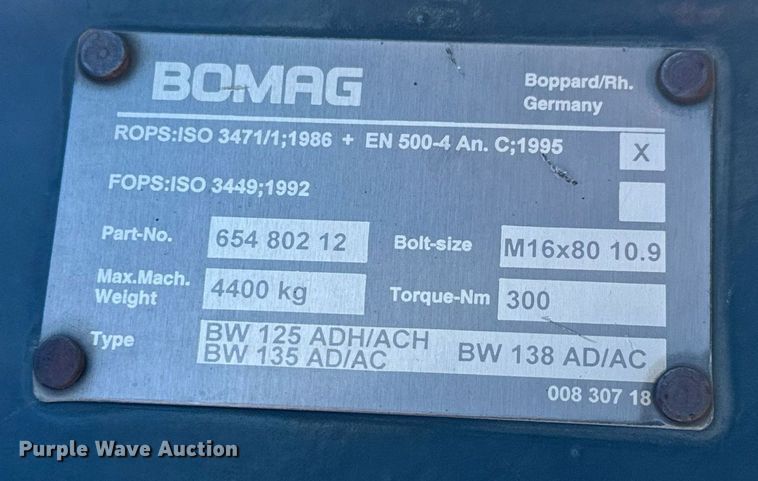 BOMAG
Boppard/Rh.
Germany
ROPS:ISO 3471/1;1986 + EN 500-4 An. C;1995 X
FOPS:ISO 3449;1992
Part-No. 654 802 12 Bolt-size M16x80 10.9
Max.Mach.
Weight 4400 kg Torque-Nm 300
Type BW 125 ADH/ACH
BW 135 AD/AC BW 138 AD/AC
008 307 18
Purple Wave Auction